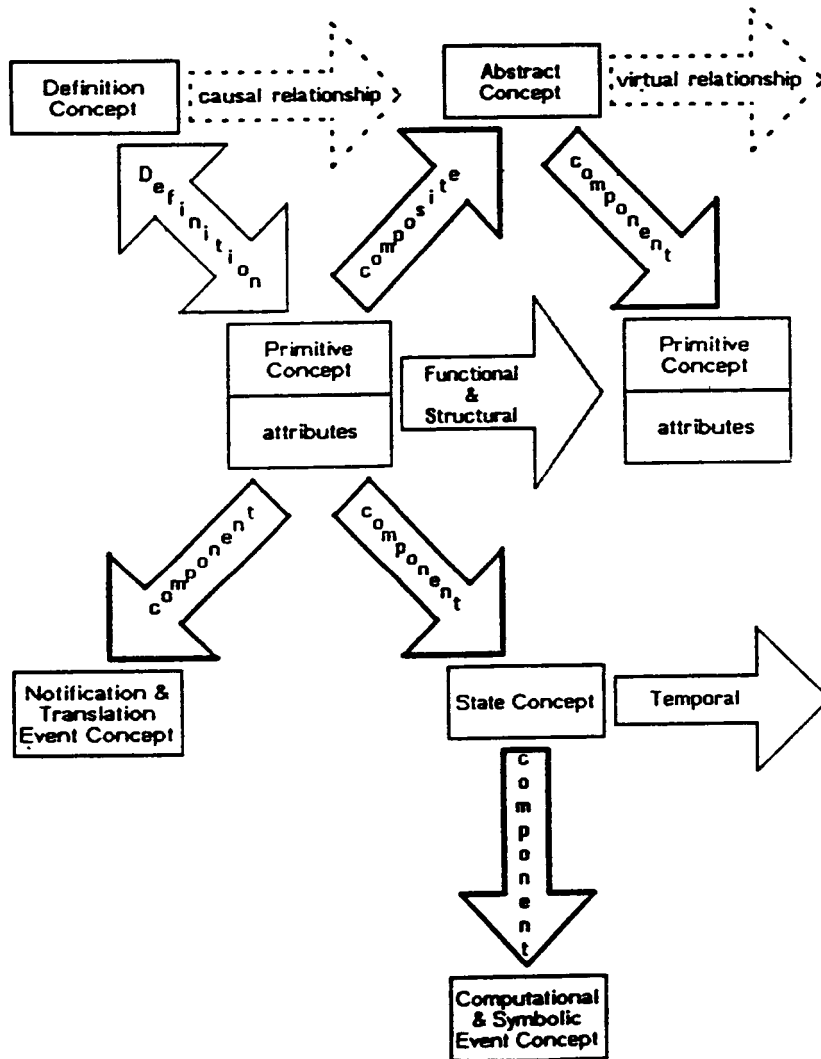 Definition
Concept
causal relationship
Abstract
Concept
virtual relationship
Definition
composite
component
Primitive
Concept
attributes
Functional
&
Structural
Primitive
Concept
attributes
component
component
Notification &
Translation
Event Concept
State Concept
Temporal
component
Computational
& Symbolic
Event Concept